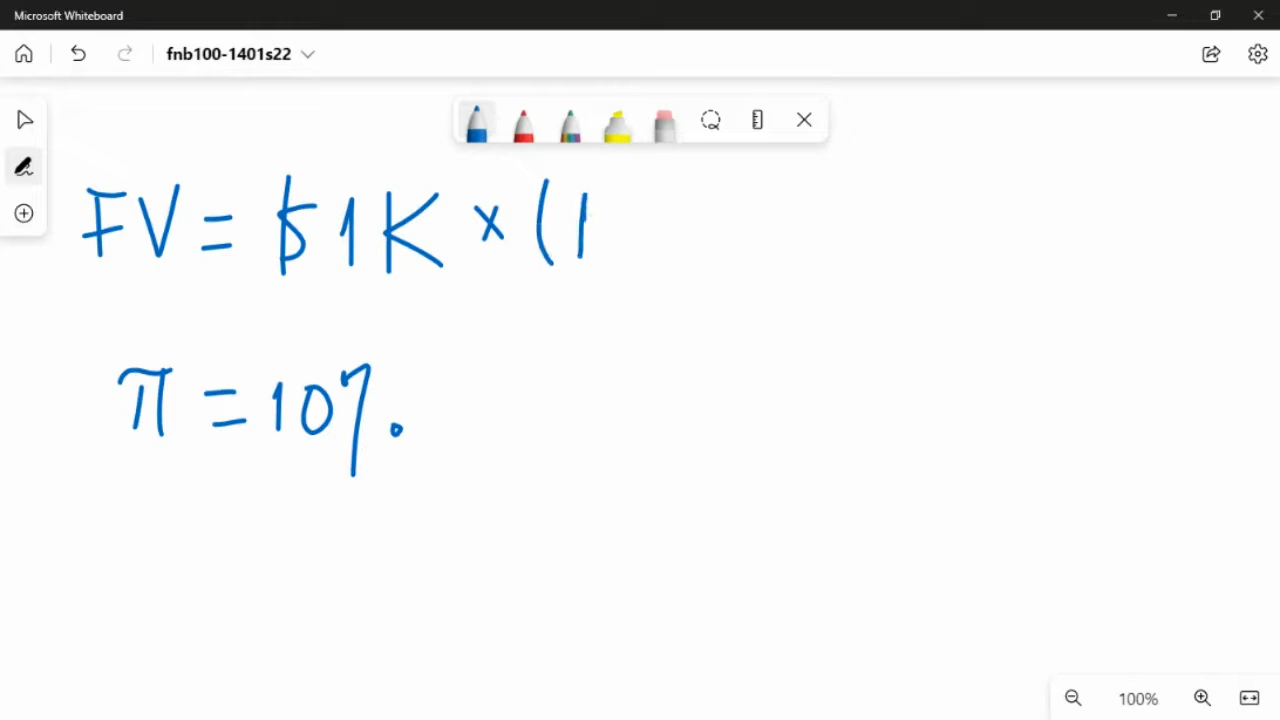 Microsoft Whiteboard
fnb100-1401s22
FV = $1K × (1
π = 10%
100%